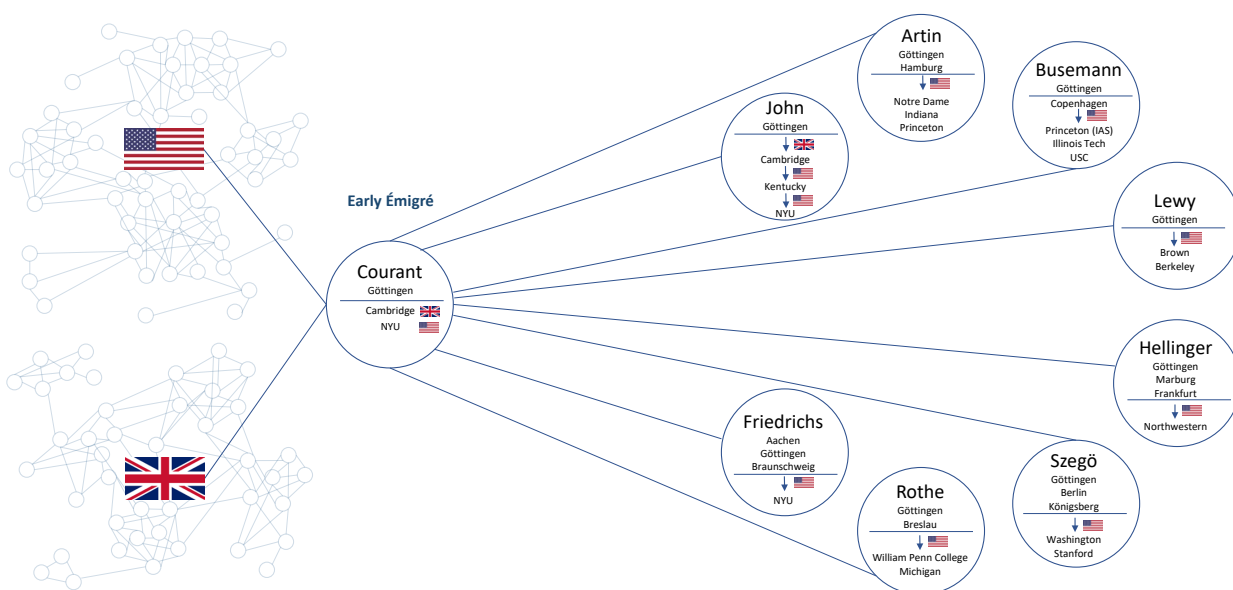 Early Émigré
Courant
Göttingen
Cambridge
NYU
Artin
Göttingen
Hamburg
Notre Dame
Indiana
Princeton
John
Göttingen
Cambridge
Kentucky
NYU
Busemann
Göttingen
Copenhagen
Princeton (IAS)
Illinois Tech
USC
Lewy
Göttingen
Brown
Berkeley
Hellinger
Göttingen
Marburg
Frankfurt
Northwestern
Friedrichs
Aachen
Göttingen
Braunschweig
NYU
Szegö
Göttingen
Berlin
Königsberg
Washington
Stanford
Rothe
Göttingen
Breslau
William Penn College
Michigan